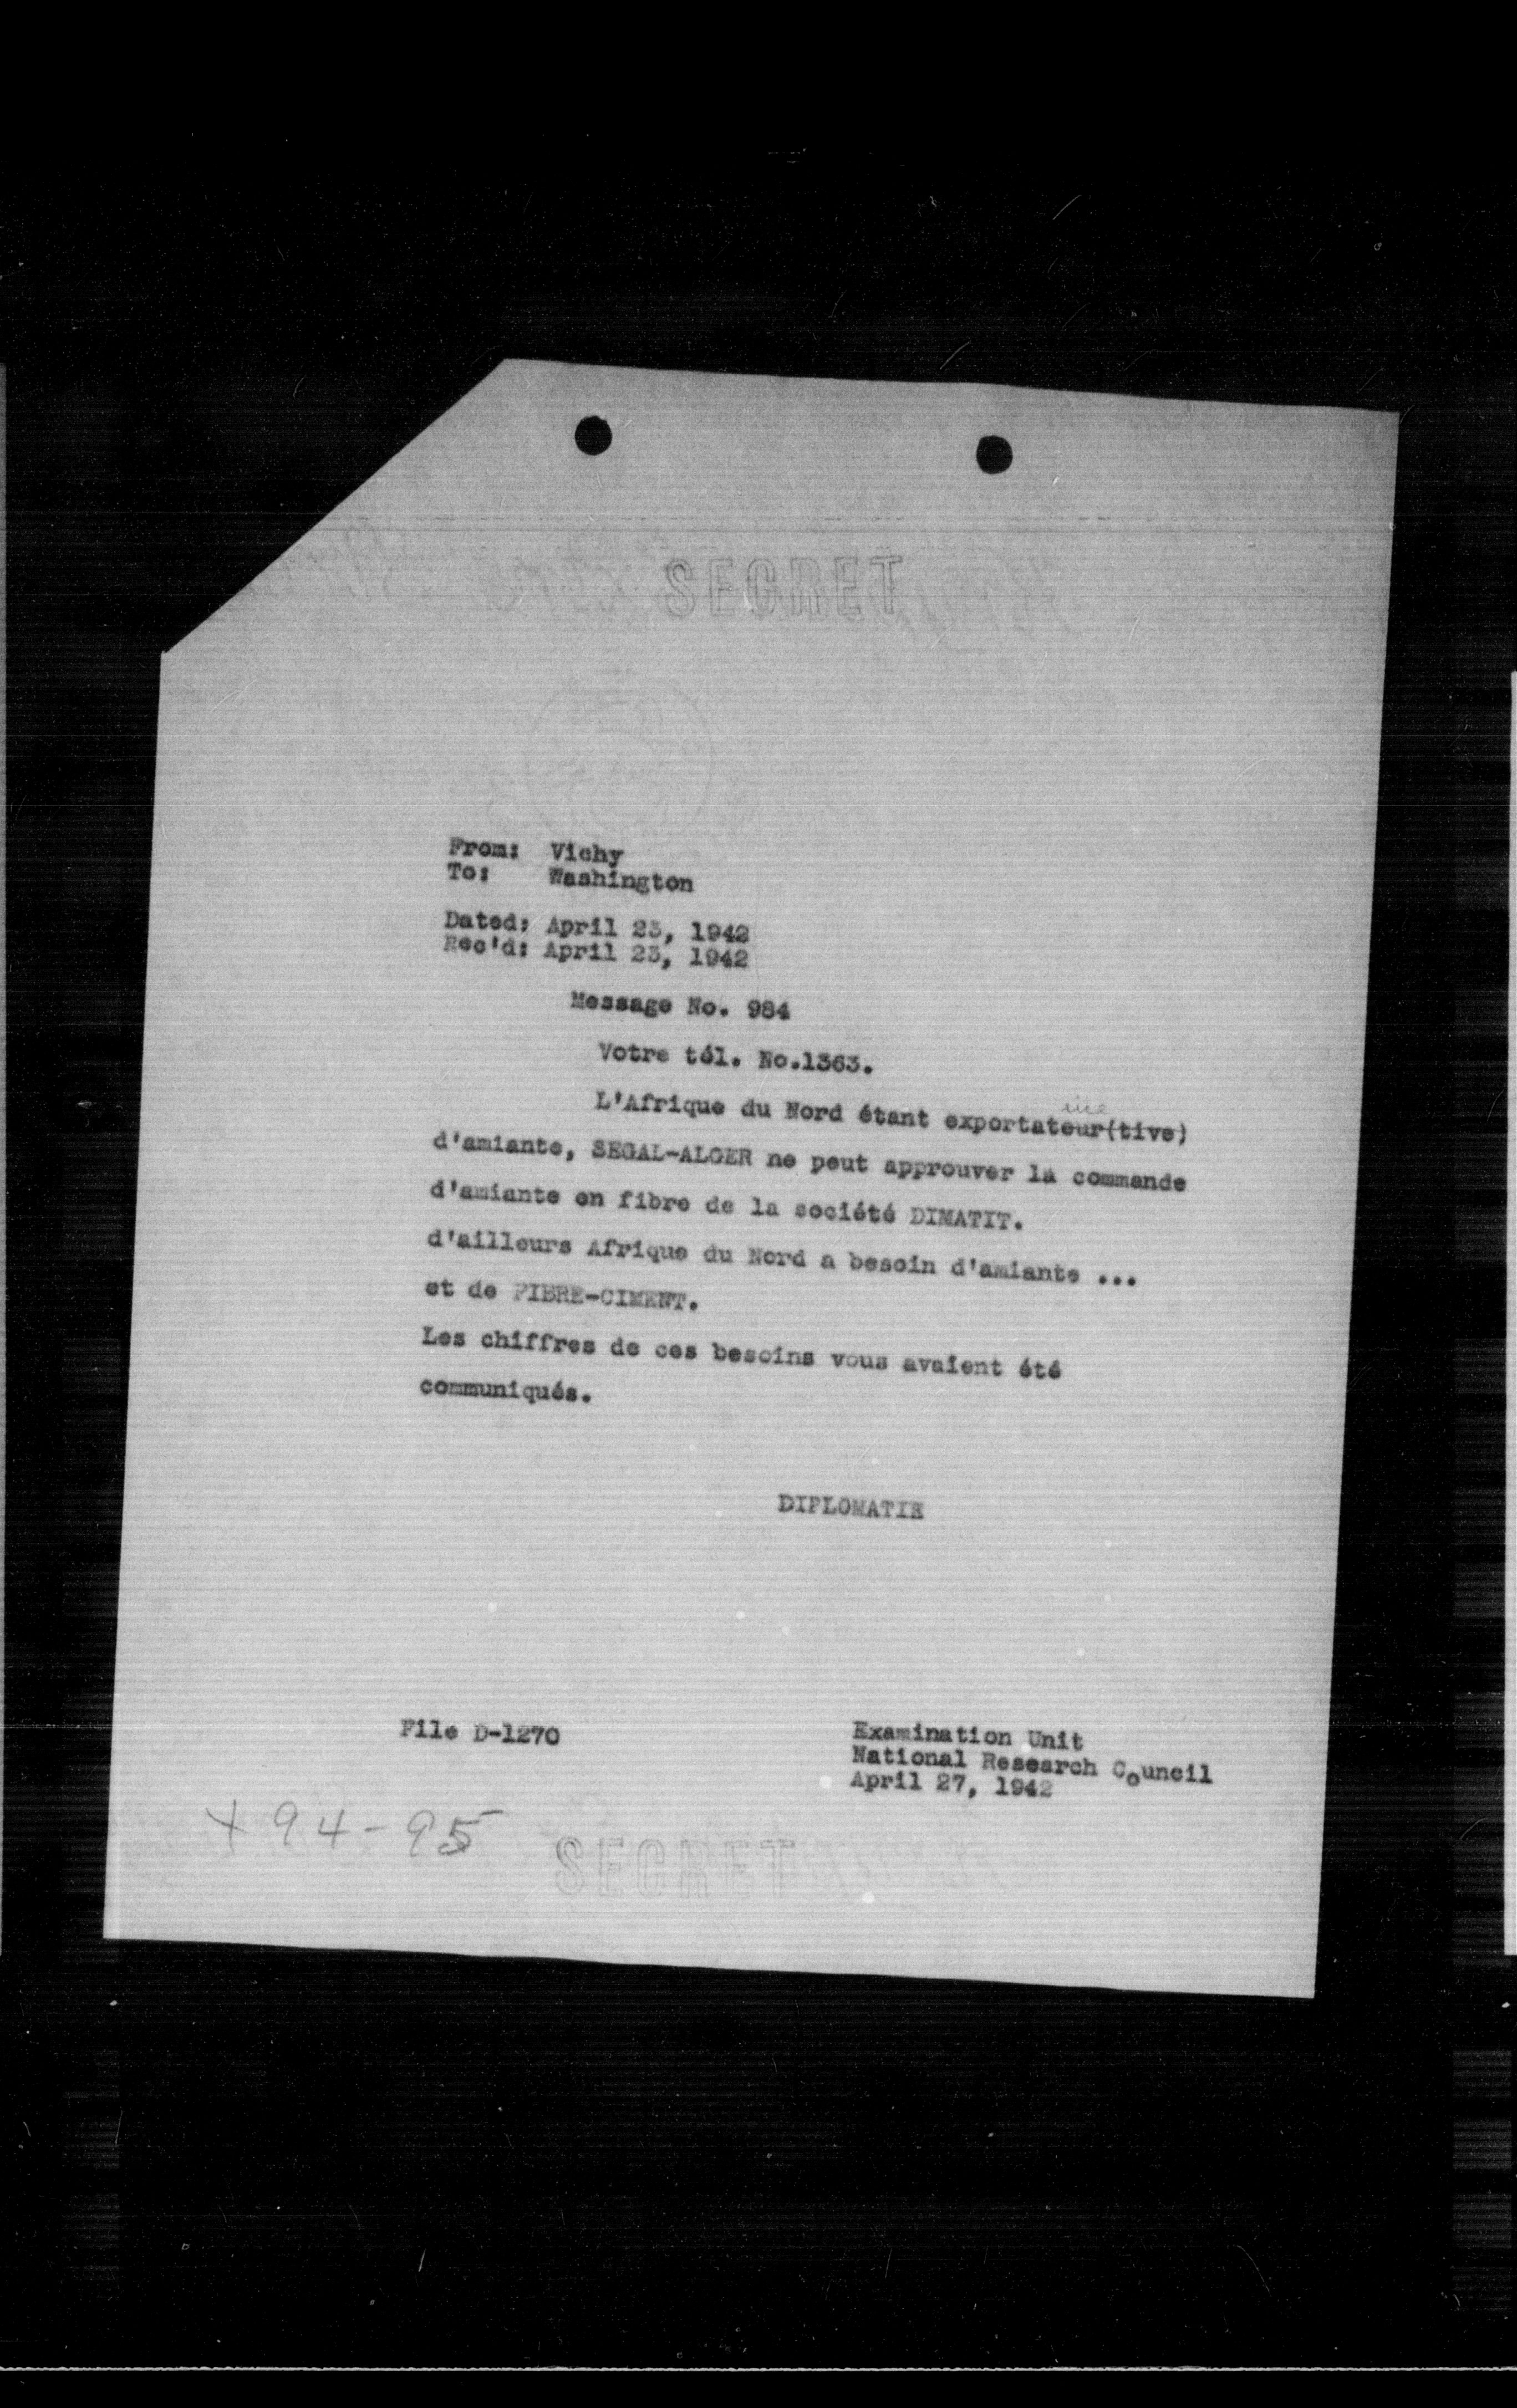 SECRET
From: Vichy
To: Washington
Dated: April 23, 1942
Rec'd: April 23, 1942
Message No. 984
Votre tél. No.1363.
rice
L'Afrique du Nord étant exportateur(tive)
d'amiante, SEGAL-ALGER ne peut approuver la commande
d'amiante en fibre de la société DIMATIT.
d'ailleurs Afrique du Nord a besoin d'amiante ...
et de FIBRE-CIMENT.
Les chiffres de ces besoins vous avaient été
communiqués.
DIPLOMATIE
File D-1270
Examination Unit
National Research Council
April 27, 1942
+ 94-95
SECRET